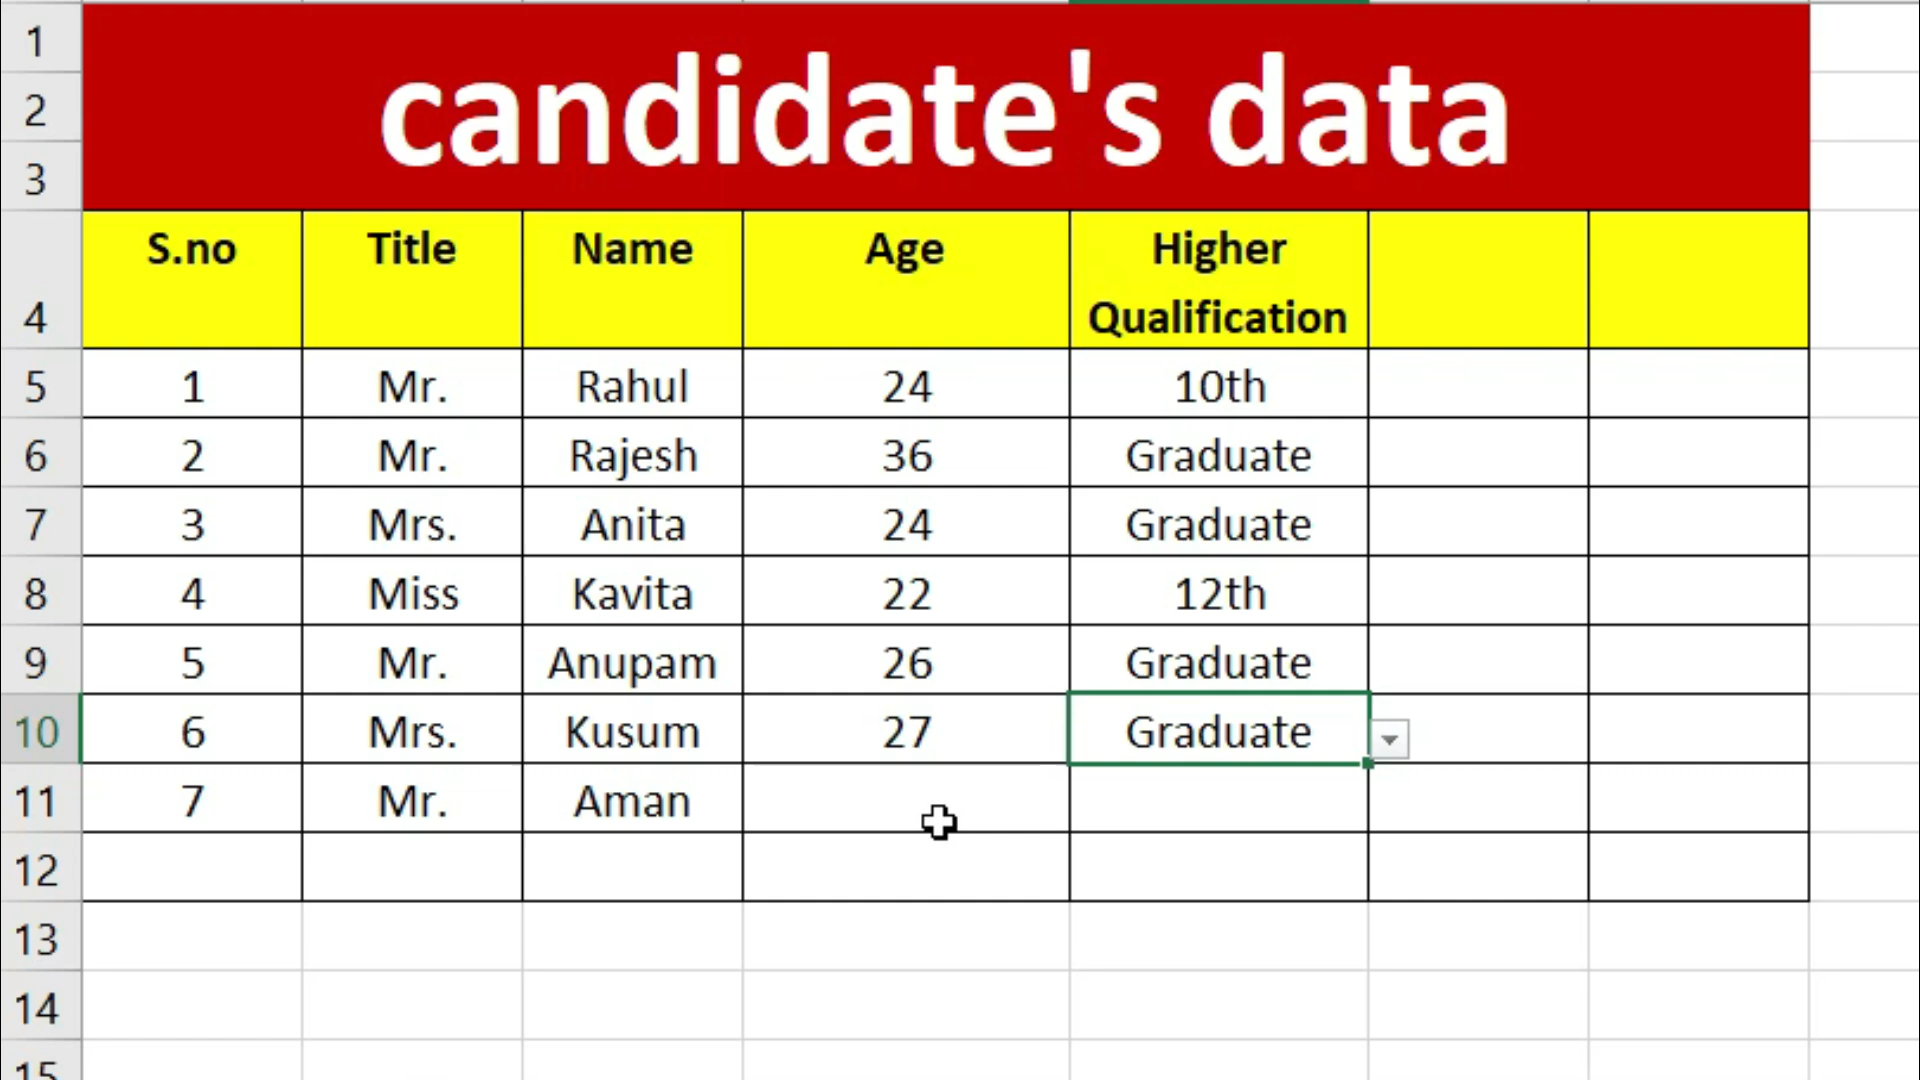 1
2
3
candidate's data
4
S.no Title Name Age Higher Qualification
5 1 Mr. Rahul 24 10th
6 2 Mr. Rajesh 36 Graduate
7 3 Mrs. Anita 24 Graduate
8 4 Miss Kavita 22 12th
9 5 Mr. Anupam 26 Graduate
10 6 Mrs. Kusum 27 Graduate
11 7 Mr. Aman
12
13
14
15